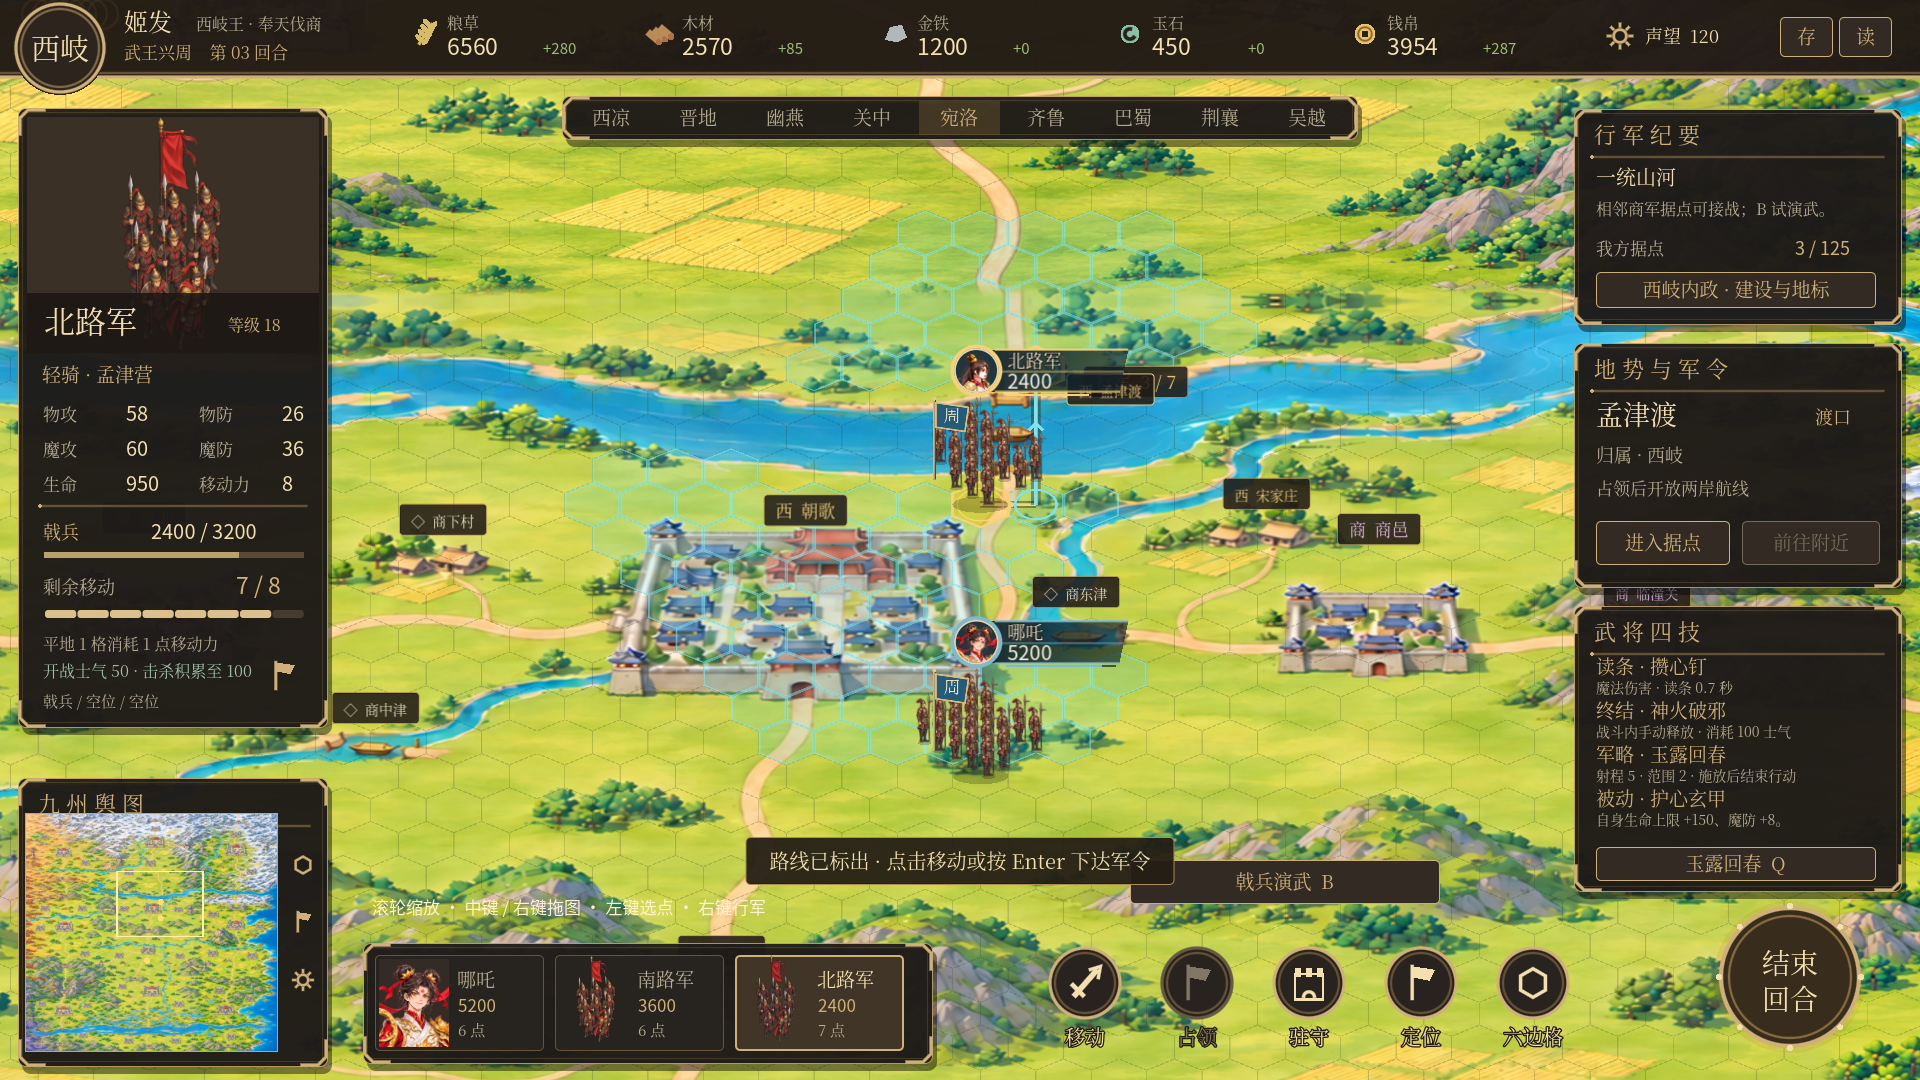 西岐
姬发 西岐王 · 奉天伐商
武王兴周 第 03 回合
粮草 6560 +280
木材 2570 +85
金铁 1200 +0
玉石 450 +0
钱帛 3954 +287
声望 120
存 读
西凉 晋地 幽燕 关中 宛洛 齐鲁 巴蜀 荆襄 吴越
北路军 等级 18
轻骑 · 孟津营
物攻 58 物防 26
魔攻 60 魔防 36
生命 950 移动力 8
戟兵 2400 / 3200
剩余移动 7 / 8
平地 1 格消耗 1 点移动力
开战士气 50 · 击杀积累至 100
戟兵 / 空位 / 空位
九州舆图
北路军
2400
西 孟津渡
/ 7
周
西 朝歌
◇ 商下村
西 宋家庄
商 商邑
◇ 商东津
哪吒
5200
周
◇ 商中津
商 临潼关
行军纪要
一统山河
相邻商军据点可接战；B 试演武。
我方据点 3 / 125
西岐内政 · 建设与地标
地势与军令
孟津渡 渡口
归属 · 西岐
占领后开放两岸航线
进入据点 前往附近
武将四技
读条 · 攒心钉
魔法伤害 · 读条 0.7 秒
终结 · 神火破邪
战斗内手动释放 · 消耗 100 士气
军略 · 玉露回春
射程 5 · 范围 2 · 施放后结束行动
被动 · 护心玄甲
自身生命上限 +150、魔防 +8。
玉露回春 Q
路线已标出 · 点击移动或按 Enter 下达军令
戟兵演武 B
滚轮缩放 · 中键 / 右键拖图 · 左键选点 · 右键行军
哪吒 5200 6 点
南路军 3600 6 点
北路军 2400 7 点
移动 占领 驻守 定位 六边格
结束
回合